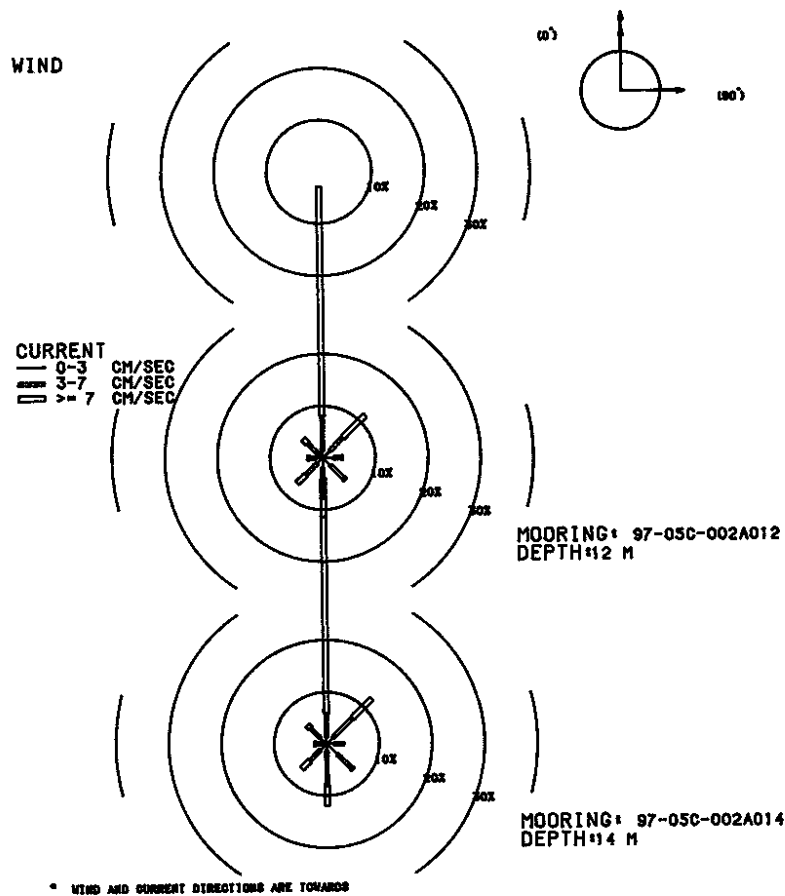 (0°)
WIND
(90°)
10%
20%
30%
CURRENT
0-3 CM/SEC
3-7 CM/SEC
>= 7 CM/SEC
10%
20%
30%
MOORING: 97-05C-002A012
DEPTH:12 M
10%
20%
30%
MOORING: 97-05C-002A014
DEPTH:14 M
* WIND AND CURRENT DIRECTIONS ARE TOWARDS